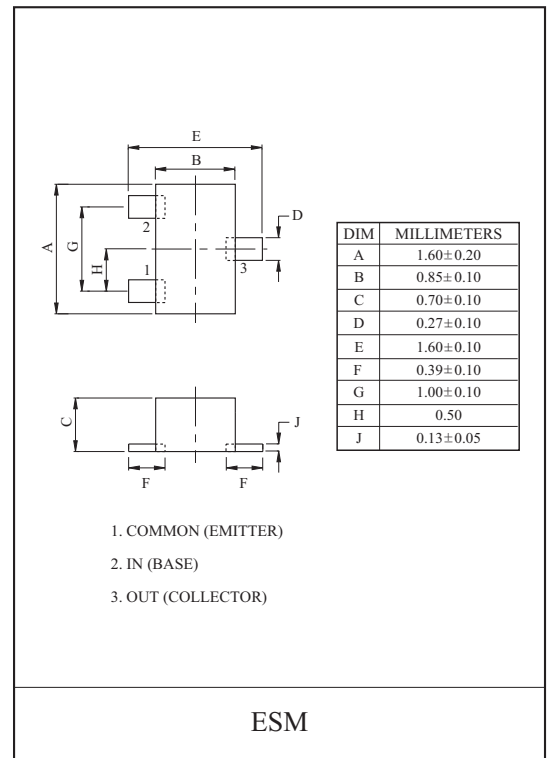 E
B
A
G
H
2
1
3
D
DIM MILLIMETERS
A 1.60±0.20
B 0.85±0.10
C 0.70±0.10
D 0.27±0.10
E 1.60±0.10
F 0.39±0.10
G 1.00±0.10
H 0.50
J 0.13±0.05
C
J
F F
1. COMMON (EMITTER)
2. IN (BASE)
3. OUT (COLLECTOR)
ESM